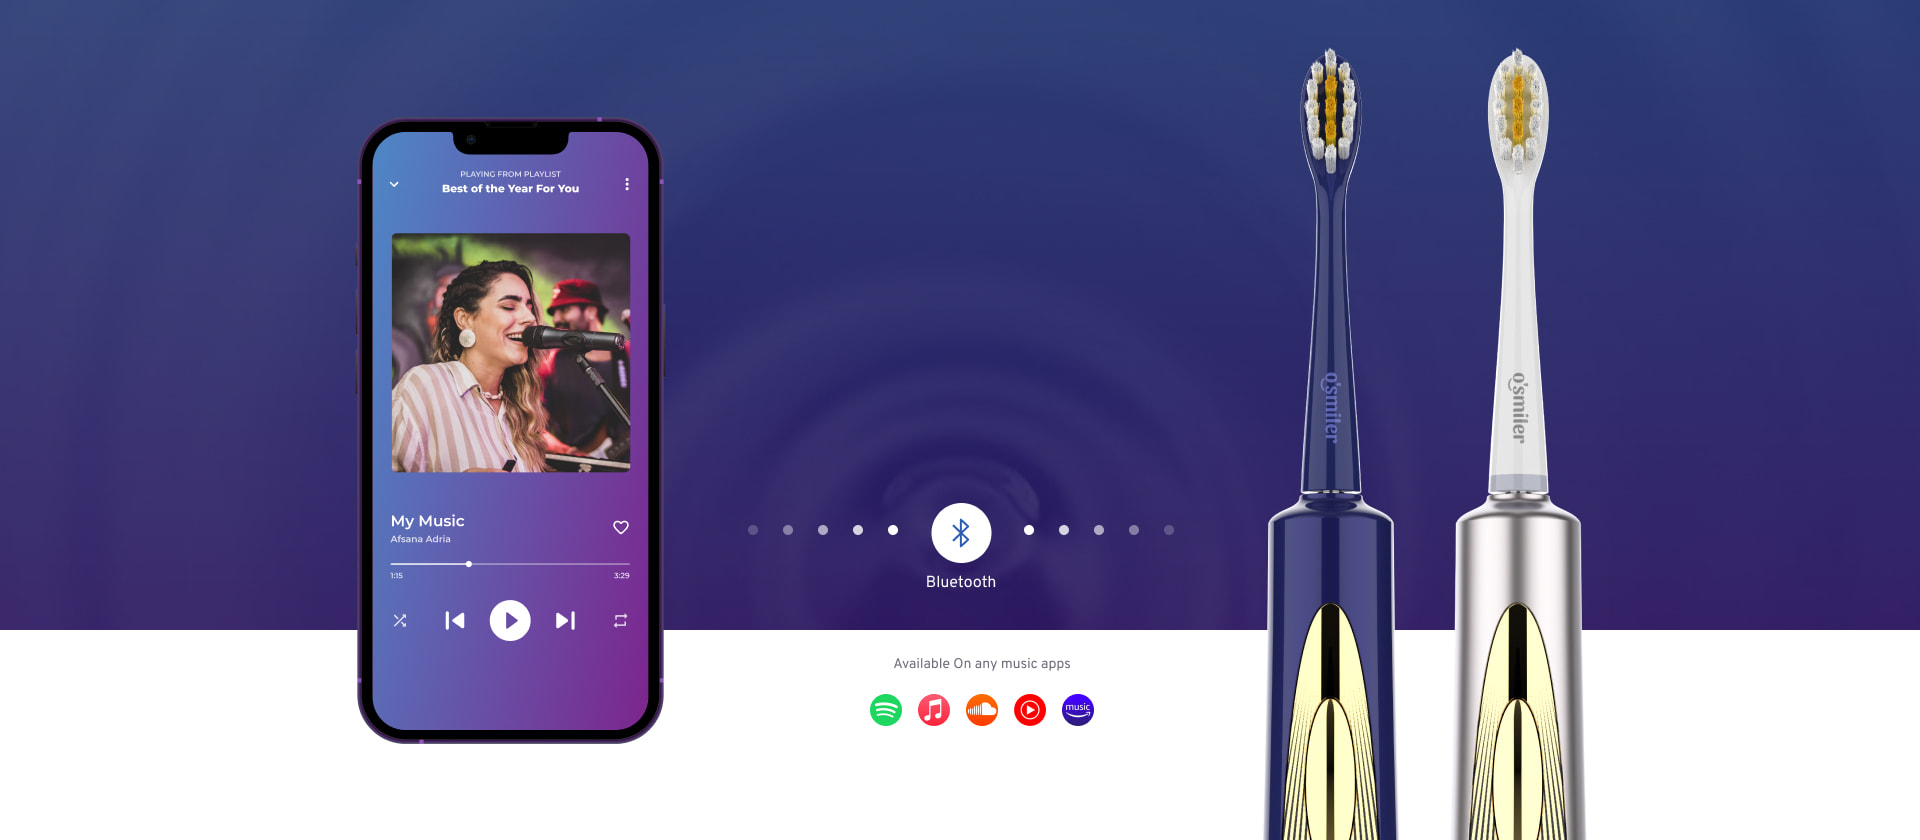 PLAYING FROM PLAYLIST
Best of the Year For You
My Music
Afsana Adria
1:15
3:29
Bluetooth
Available On any music apps
music
o'smiler
o'smiler